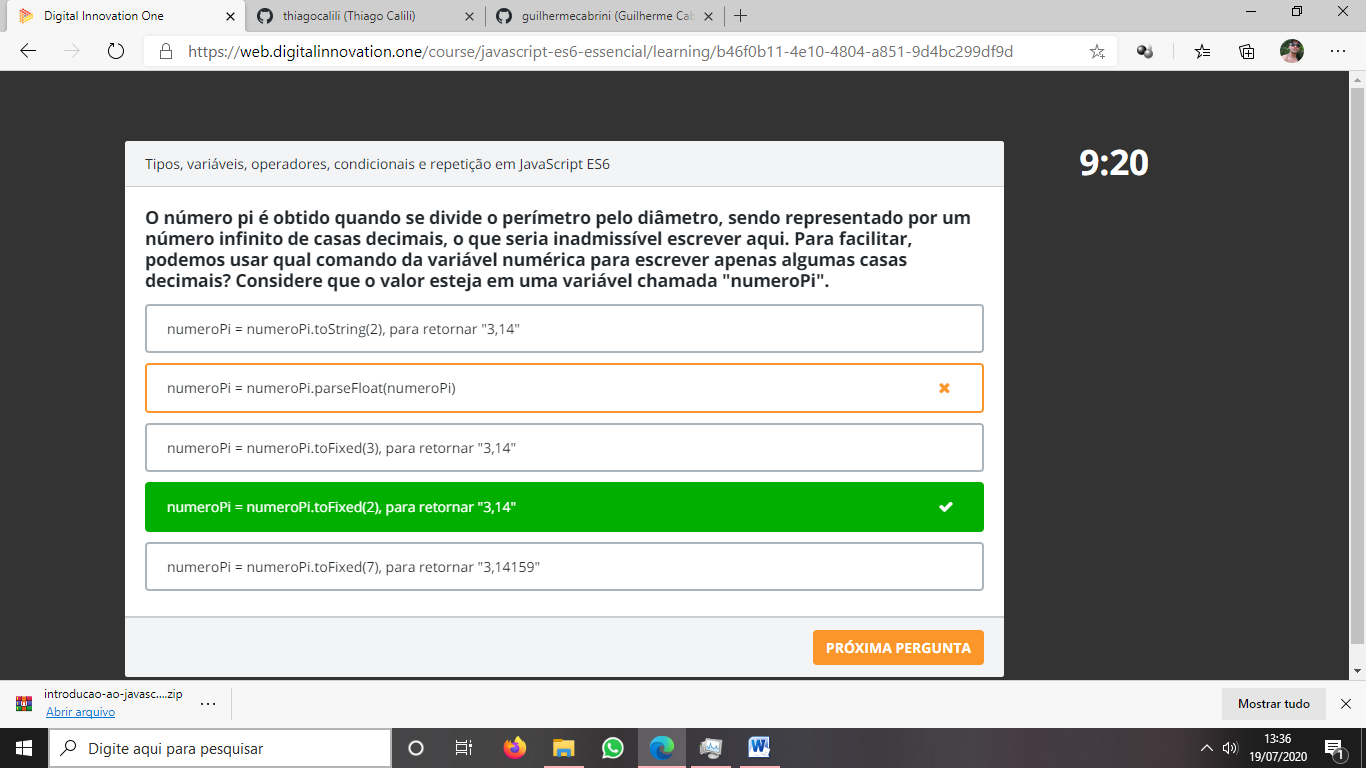 Digital Innovation One
thiagocalili (Thiago Calili)
guilhermecabrini (Guilherme Cab
https://web.digitalinnovation.one/course/javascript-es6-essencial/learning/b46f0b11-4e10-4804-a851-9d4bc299df9d
Tipos, variáveis, operadores, condicionais e repetição em JavaScript ES6
9:20
O número pi é obtido quando se divide o perímetro pelo diâmetro, sendo representado por um
número infinito de casas decimais, o que seria inadmissível escrever aqui. Para facilitar,
podemos usar qual comando da variável numérica para escrever apenas algumas casas
decimais? Considere que o valor esteja em uma variável chamada "numeroPi".
numeroPi = numeroPi.toString(2), para retornar "3,14"
numeroPi = numeroPi.parseFloat(numeroPi)
numeroPi = numeroPi.toFixed(3), para retornar "3,14"
numeroPi = numeroPi.toFixed(2), para retornar "3,14"
numeroPi = numeroPi.toFixed(7), para retornar "3,14159"
PRÓXIMA PERGUNTA
introducao-ao-javasc....zip
Abrir arquivo
Mostrar tudo
Digite aqui para pesquisar
13:36
19/07/2020
1